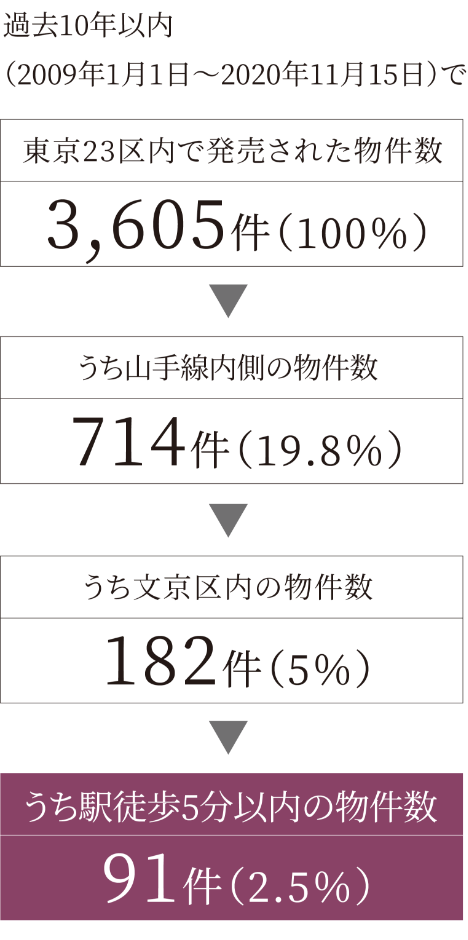 過去10年以内
（2009年1月1日～2020年11月15日）で
東京23区内で発売された物件数
3,605件（100％）
▼
うち山手線内側の物件数
714件（19.8％）
▼
うち文京区内の物件数
182件（5％）
▼
うち駅徒歩5分以内の物件数
91件（2.5％）